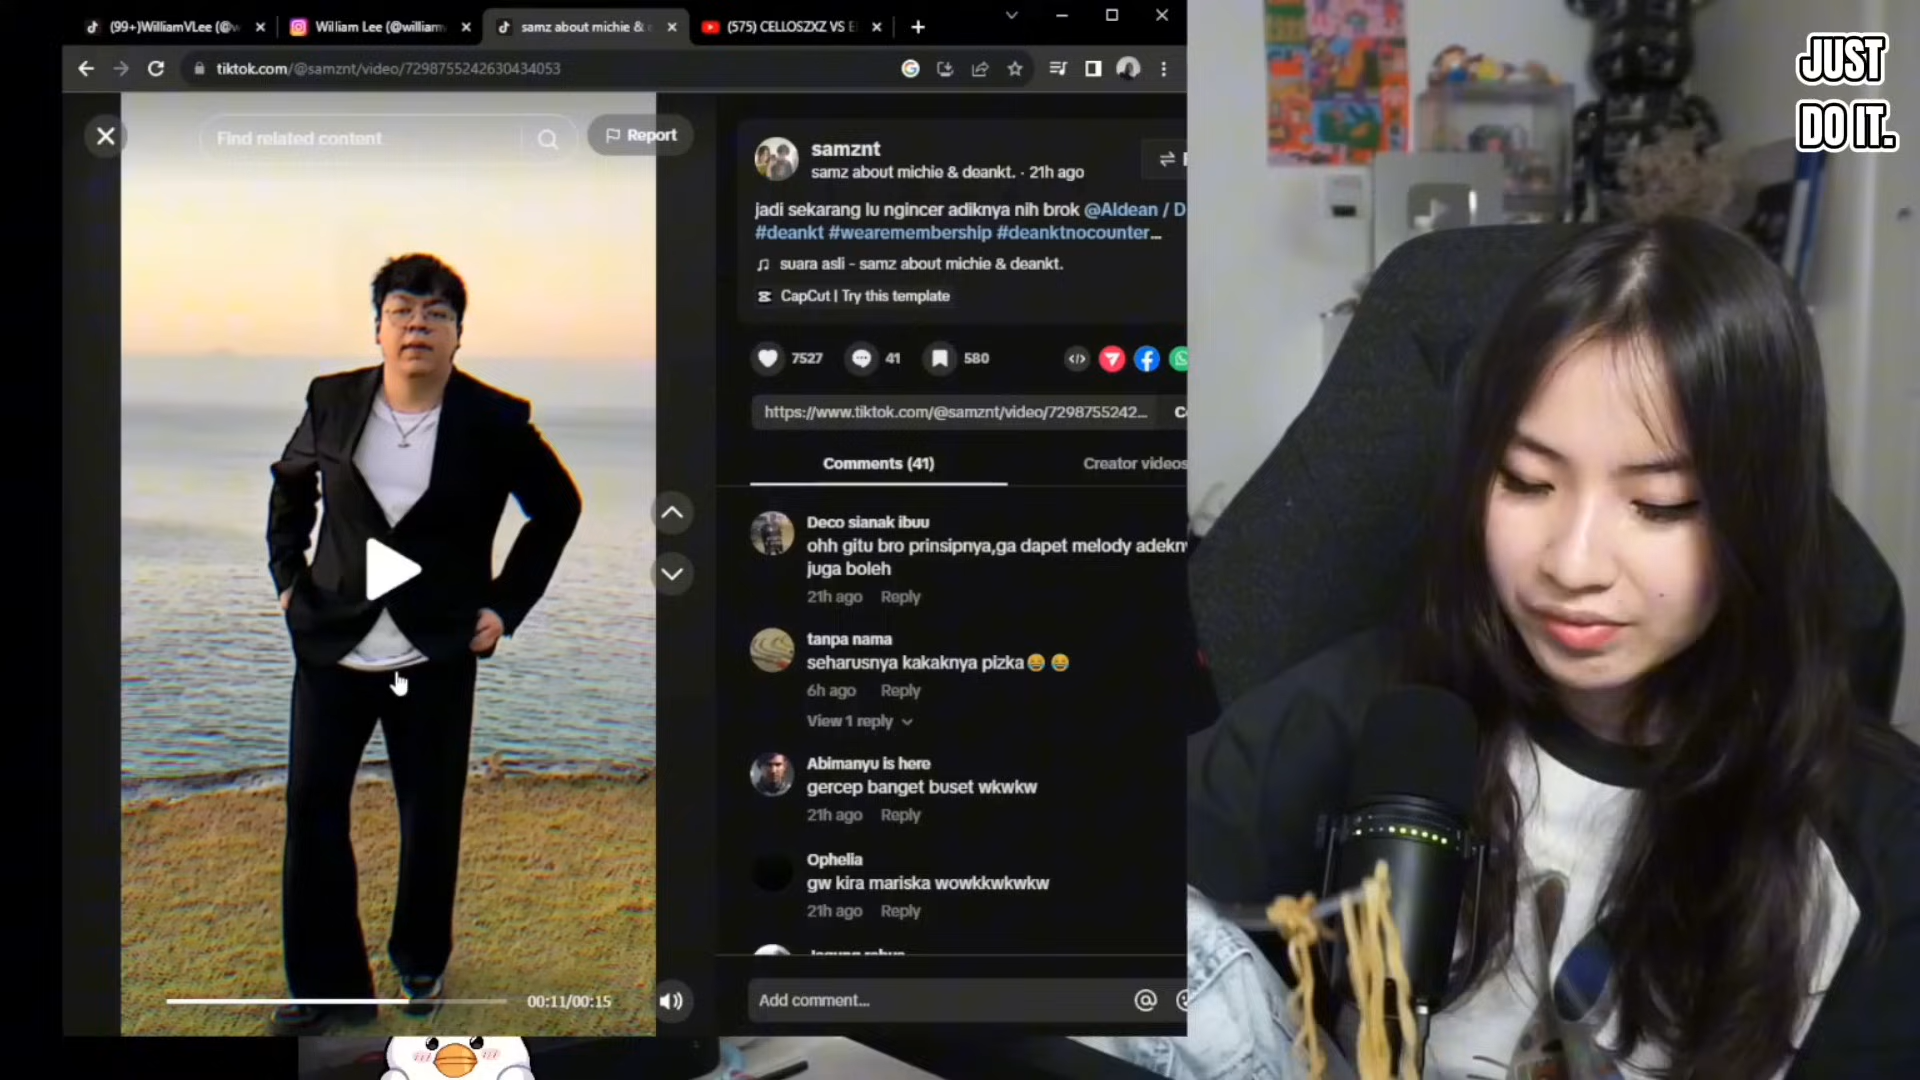 (99+)WilliamVLee (@w
William Lee (@william
samz about michie &
(575) CELLOSZXZ VS E
tiktok.com/@samznt/video/7298755242630434053
JUST
DO IT.
Find related content
Report
samznt
samz about michie & deankt. · 21h ago
jadi sekarang lu ngincer adiknya nih brok @Aldean / D
#deankt #wearemembership #deanktnocounter...
suara asli - samz about michie & deankt.
CapCut | Try this template
7527
41
580
https://www.tiktok.com/@samznt/video/7298755242...
Comments (41)
Creator videos
Deco sianak ibuu
ohh gitu bro prinsipnya,ga dapet melody adekn
juga boleh
21h ago Reply
tanpa nama
seharusnya kakaknya pizka😂 😂
6h ago Reply
View 1 reply
Abimanyu is here
gercep banget buset wkwkw
21h ago Reply
Ophelia
gw kira mariska wowkkwkwkw
21h ago Reply
00:11/00:15
Add comment...